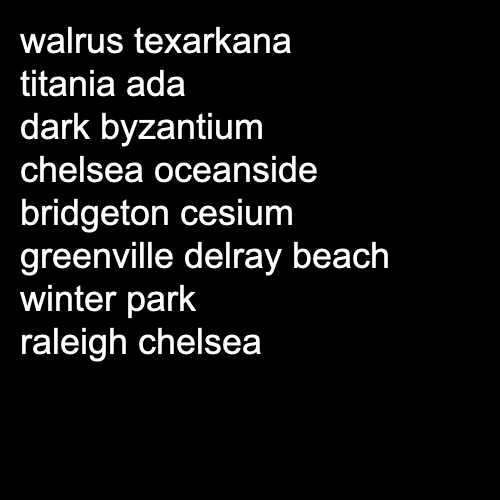 walrus texarkana
titania ada
dark byzantium
chelsea oceanside
bridgeton cesium
greenville delray beach
winter park
raleigh chelsea